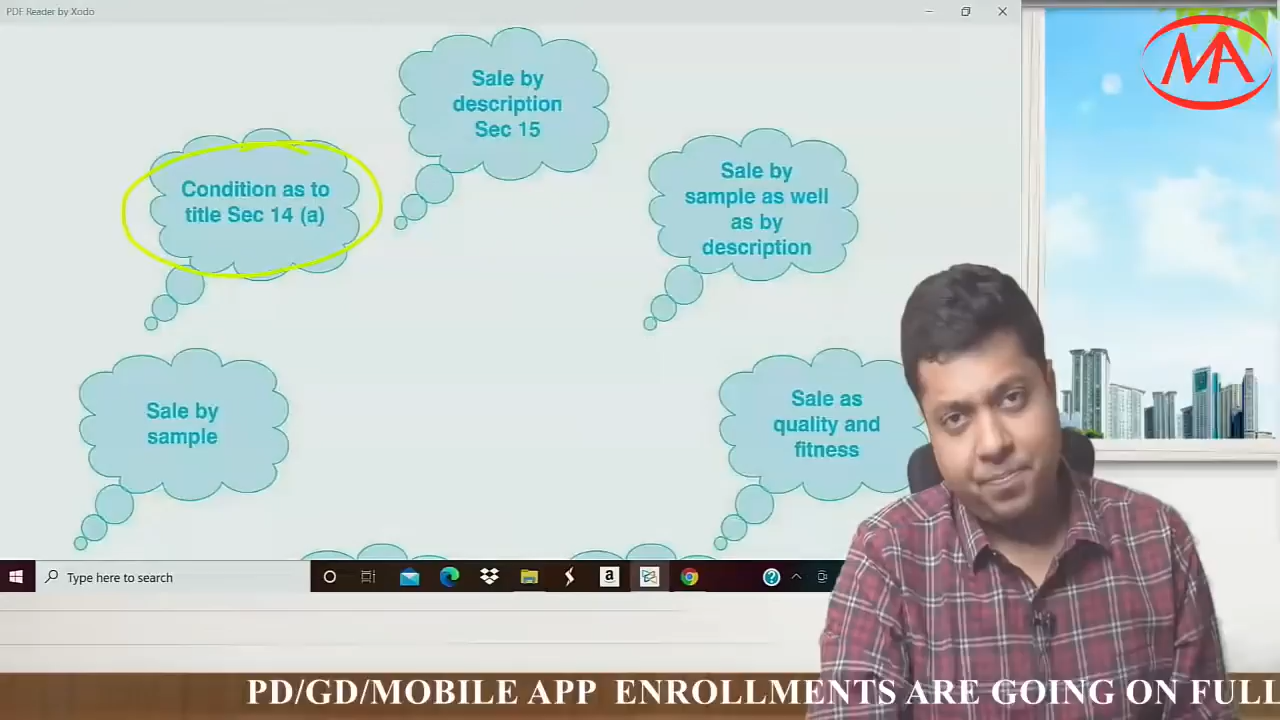 PDF Reader by Xodo
MA
Sale by
description
Sec 15
Condition as to
title Sec 14 (a)
Sale by
sample as well
as by
description
Sale by
sample
Sale as
quality and
fitness
Type here to search
a
?
PD/GD/MOBILE APP ENROLLMENTS ARE GOING ON FULL